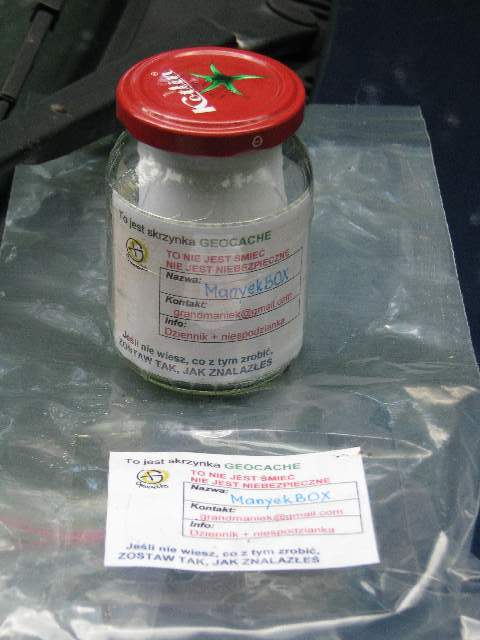 Kotlin
To jest skrzynka GEOCACHE
TO NIE JEST ŚMIEĆ
NIE JEST NIEBEZPIECZNE
Nazwa:
ManyekBOX
Kontakt:
grandmaniek@gmail.com
Info:
Dziennik + niespodzianka
Jeśli nie wiesz, co z tym zrobić,
ZOSTAW TAK, JAK ZNALAZŁEŚ
To jest skrzynka GEOCACHE
TO NIE JEST ŚMIEĆ
NIE JEST NIEBEZPIECZNE
Nazwa:
ManyekBOX
Kontakt:
grandmaniek@gmail.com
Info:
Dziennik + niespodzianka
Jeśli nie wiesz, co z tym zrobić,
ZOSTAW TAK, JAK ZNALAZŁEŚ